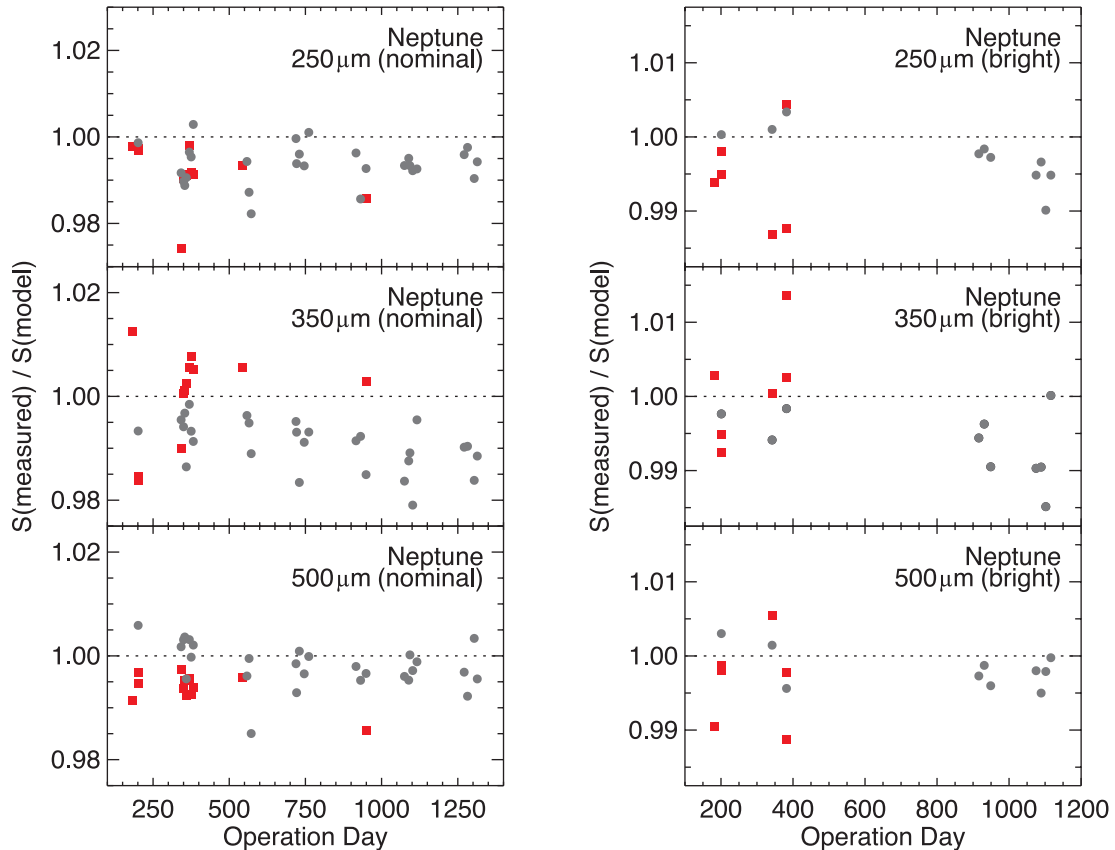 Neptune
250μm (nominal)
1.02
1.00
0.98
Neptune
350μm (nominal)
1.02
1.00
0.98
Neptune
500μm (nominal)
1.02
1.00
0.98
S(measured) / S(model)
250 500 750 1000 1250
Operation Day
Neptune
250μm (bright)
1.01
1.00
0.99
Neptune
350μm (bright)
1.01
1.00
0.99
Neptune
500μm (bright)
1.01
1.00
0.99
S(measured) / S(model)
200 400 600 800 1000 1200
Operation Day